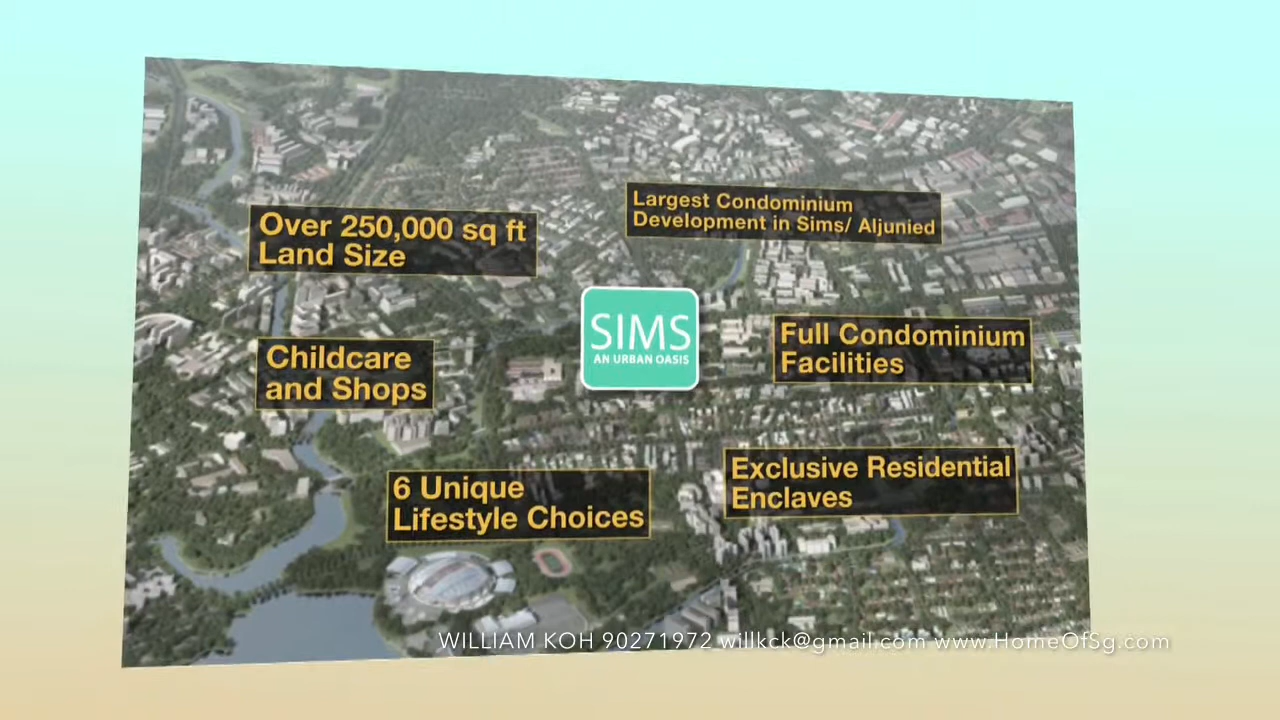 Largest Condominium
Development in Sims/ Aljunied
Over 250,000 sq ft
Land Size
SIMS
AN URBAN OASIS
Full Condominium
Facilities
Childcare
and Shops
Exclusive Residential
Enclaves
6 Unique
Lifestyle Choices
WILLIAM KOH 90271972 willkck@gmail.com www.HomeOfSg.com